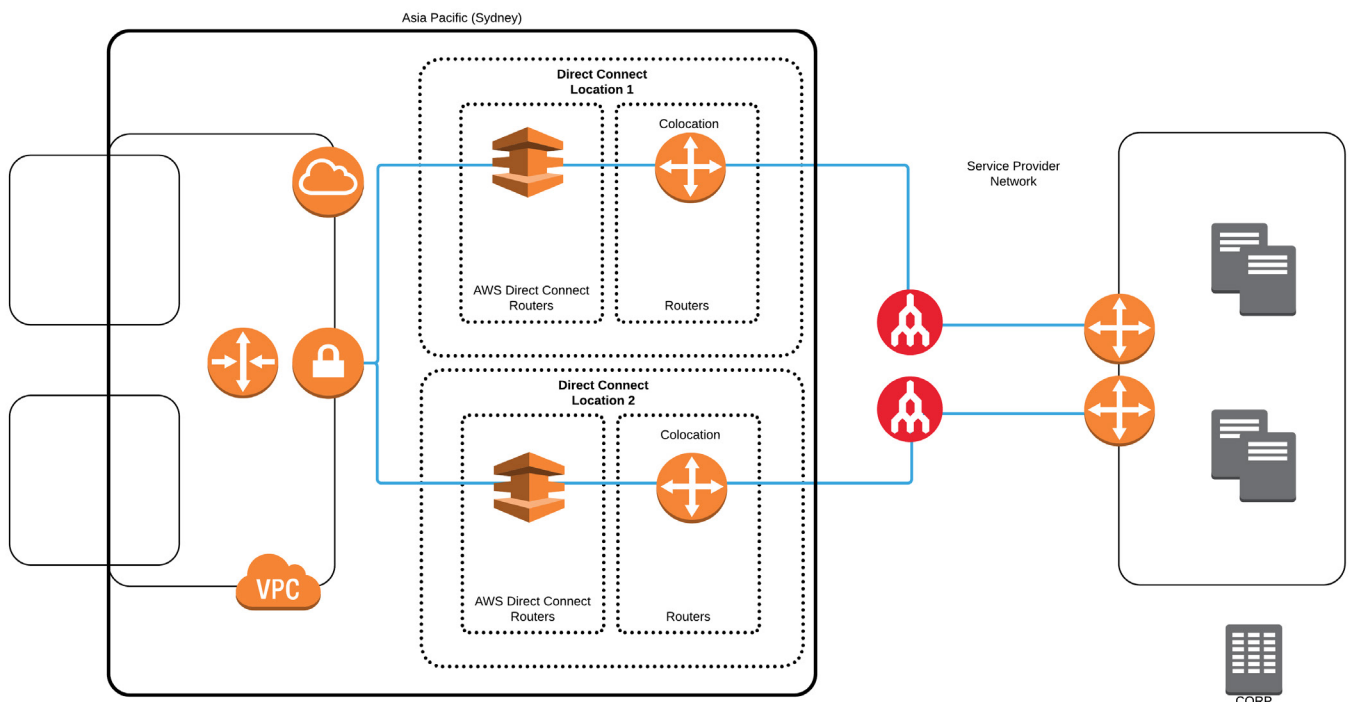 Asia Pacific (Sydney)
Direct Connect
Location 1
Colocation
AWS Direct Connect
Routers
Routers
Service Provider
Network
Direct Connect
Location 2
Colocation
AWS Direct Connect
Routers
Routers
VPC
CORP